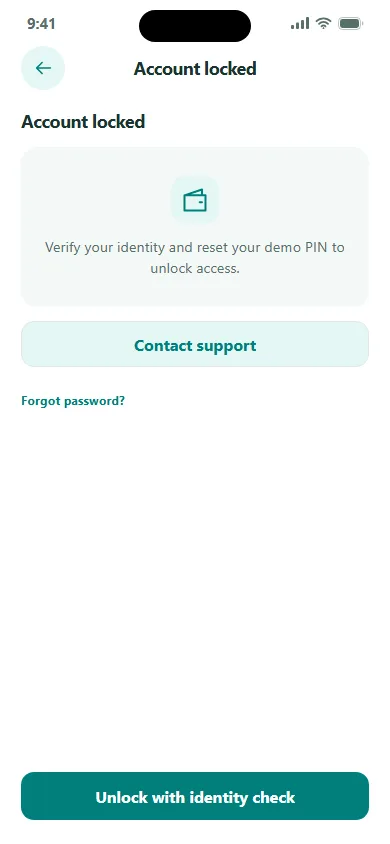 9:41
Account locked
Account locked
Verify your identity and reset your demo PIN to
unlock access.
Contact support
Forgot password?
Unlock with identity check